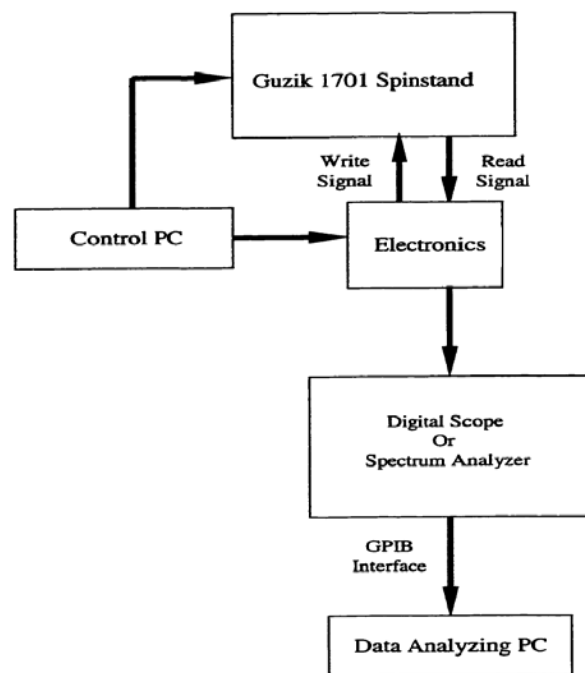 Guzik 1701 Spinstand
Write
Signal
Read
Signal
Control PC
Electronics
Digital Scope
Or
Spectrum Analyzer
GPIB
Interface
Data Analyzing PC